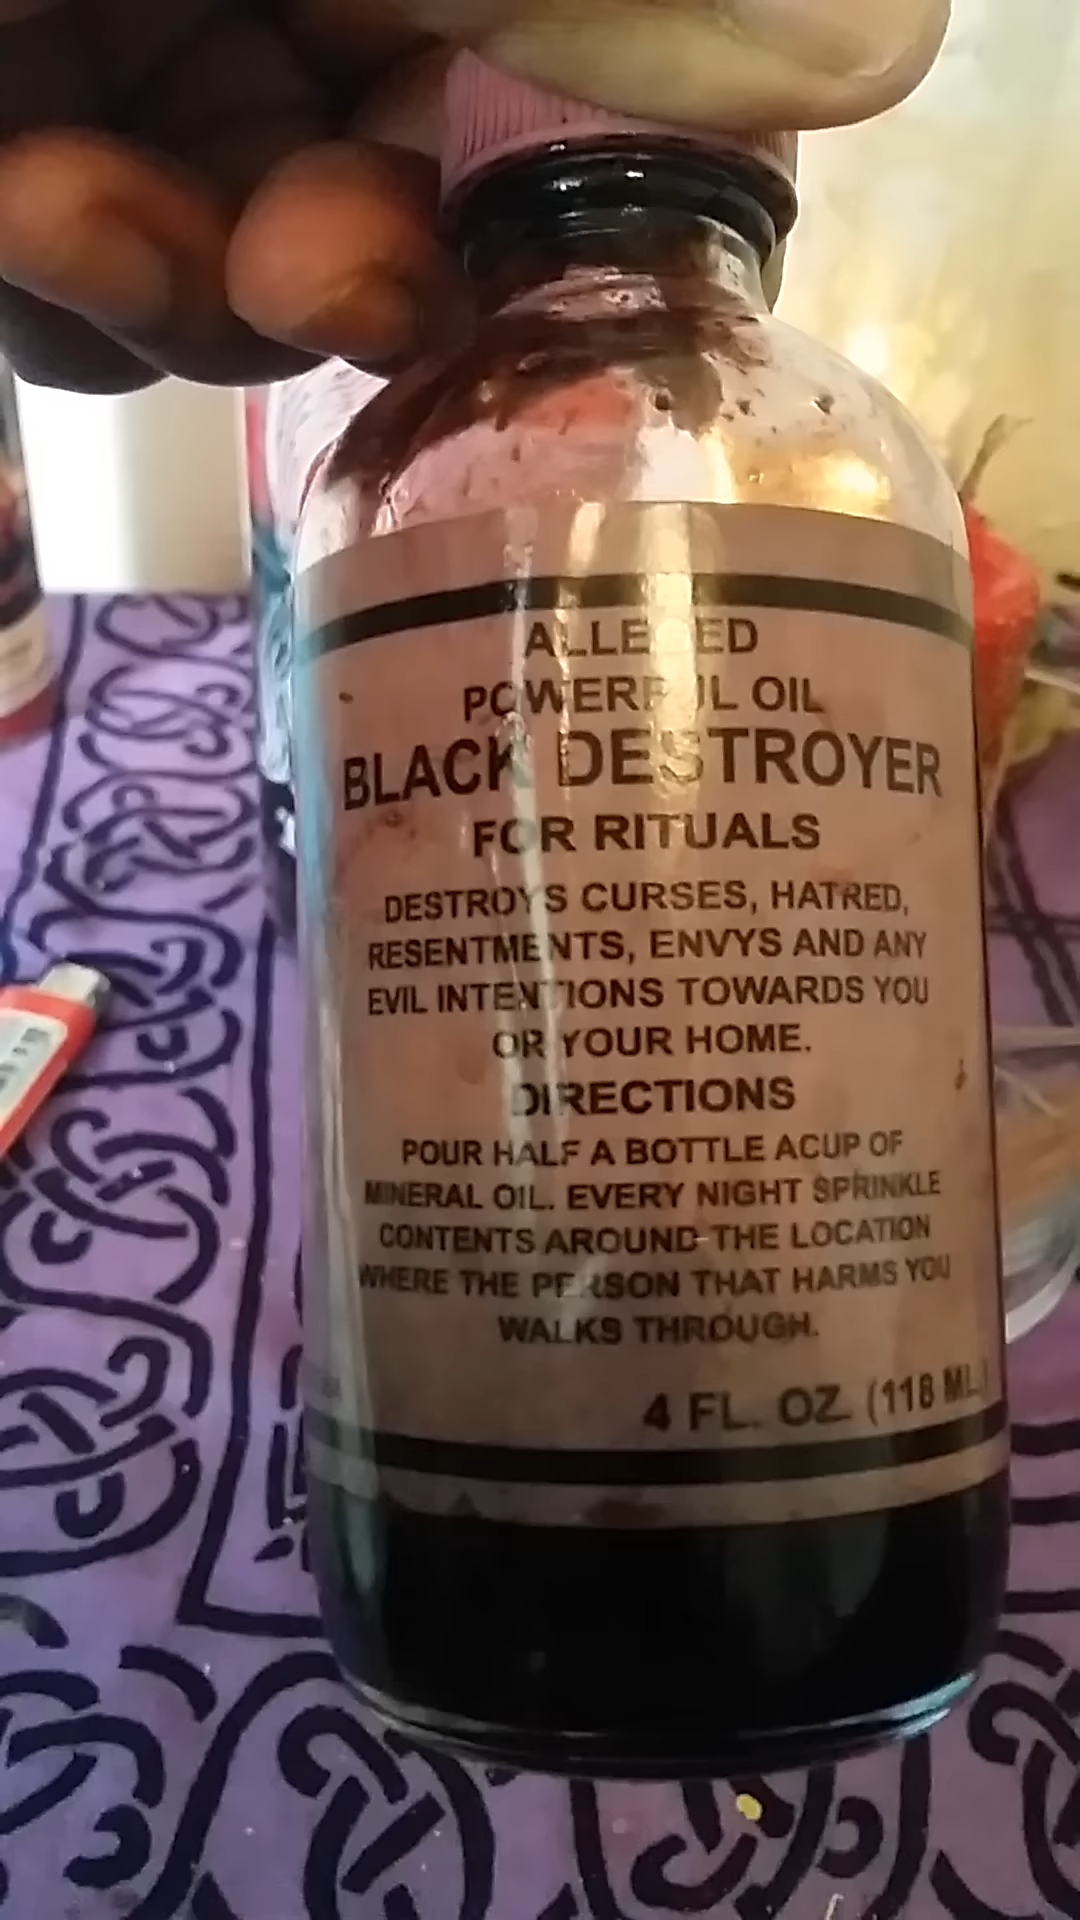 ALLEGED
POWERFUL OIL
BLACK DESTROYER
FOR RITUALS
DESTROYS CURSES, HATRED,
RESENTMENTS, ENVYS AND ANY
EVIL INTENTIONS TOWARDS YOU
OR YOUR HOME.
DIRECTIONS
POUR HALF A BOTTLE ACUP OF
MINERAL OIL. EVERY NIGHT SPRINKLE
CONTENTS AROUND THE LOCATION
WHERE THE PERSON THAT HARMS YOU
WALKS THROUGH.
4 FL. OZ. (118 ML)